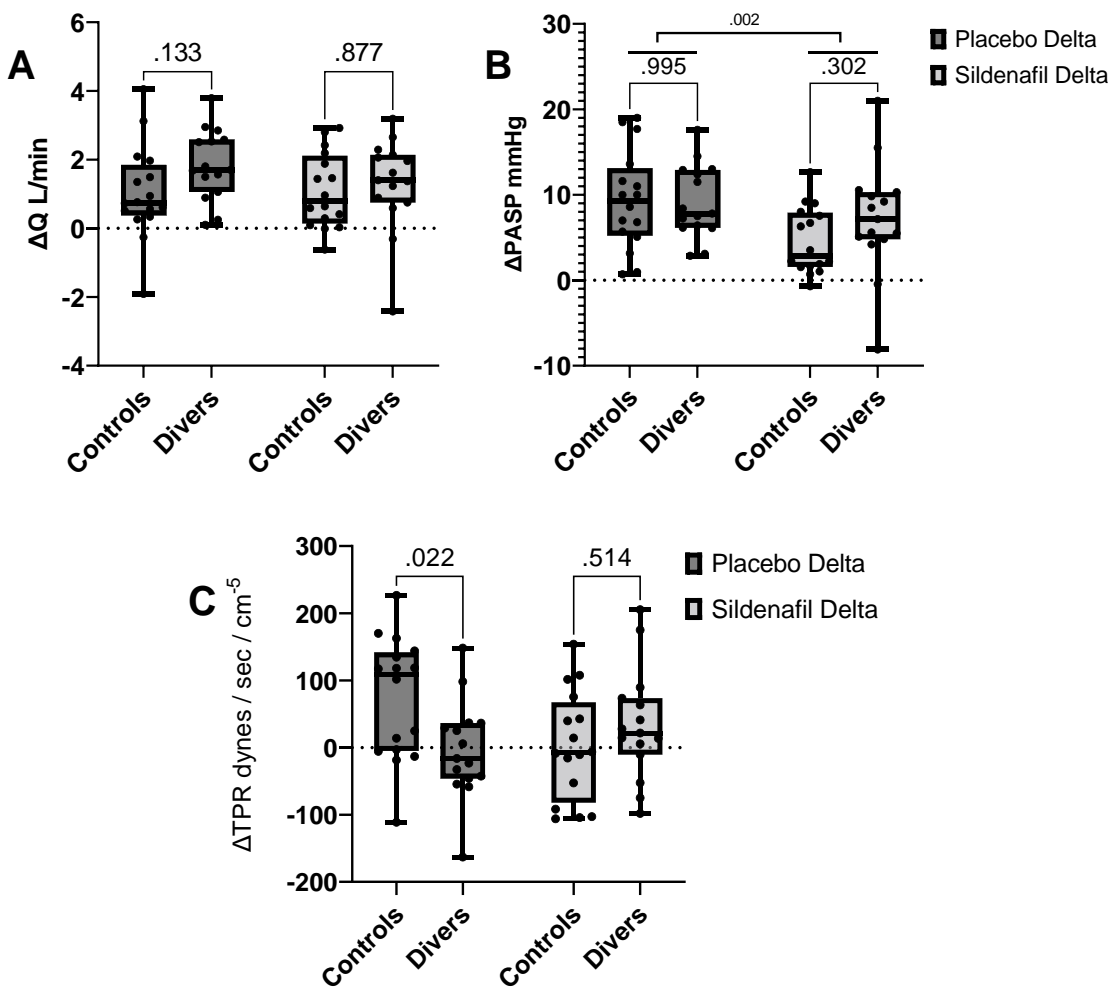 A
ΔQ L/min
6
4
2
0
-2
-4
.133
.877
Controls
Divers
Controls
Divers
B
ΔPASP mmHg
30
20
10
0
-10
.002
.995
.302
Controls
Divers
Controls
Divers
Placebo Delta
Sildenafil Delta
C
ΔTPR dynes / sec / cm⁻⁵
300
200
100
0
-100
-200
.022
.514
Controls
Divers
Controls
Divers
Placebo Delta
Sildenafil Delta